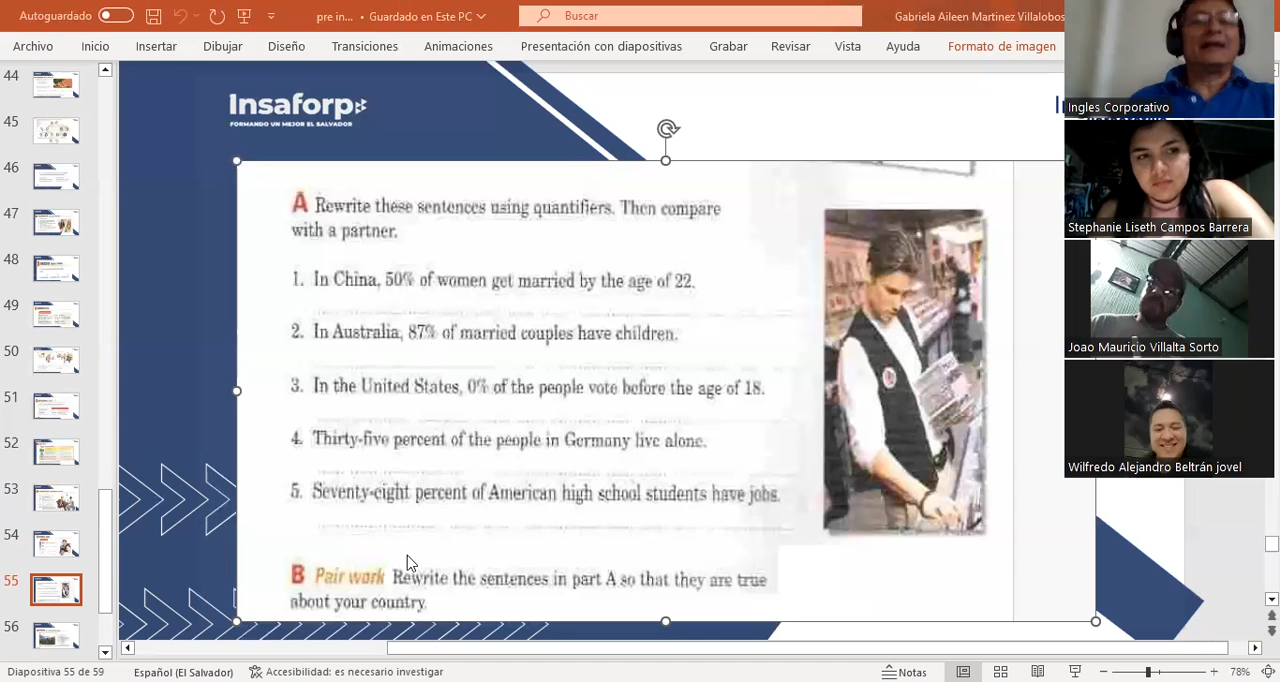 Autoguardado
pre in... • Guardado en Este PC
Buscar
Gabriela Aileen Martinez Villalobos
Archivo Inicio Insertar Dibujar Diseño Transiciones Animaciones Presentación con diapositivas Grabar Revisar Vista Ayuda Formato de imagen
44
45
46
47
48
49
50
51
52
53
54
55
56
Insaforp
FORMANDO UN MEJOR EL SALVADOR
A Rewrite these sentences using quantifiers. Then compare
with a partner.
1. In China, 50% of women get married by the age of 22.
2. In Australia, 87% of married couples have children.
3. In the United States, 0% of the people vote before the age of 18.
4. Thirty-five percent of the people in Germany live alone.
5. Seventy-eight percent of American high school students have jobs.
B Pair work Rewrite the sentences in part A so that they are true
about your country.
Ingles Corporativo
Stephanie Liseth Campos Barrera
Joao Mauricio Villalta Sorto
Wilfredo Alejandro Beltrán jovel
Diapositiva 55 de 59
Español (El Salvador)
Accesibilidad: es necesario investigar
Notas
78%